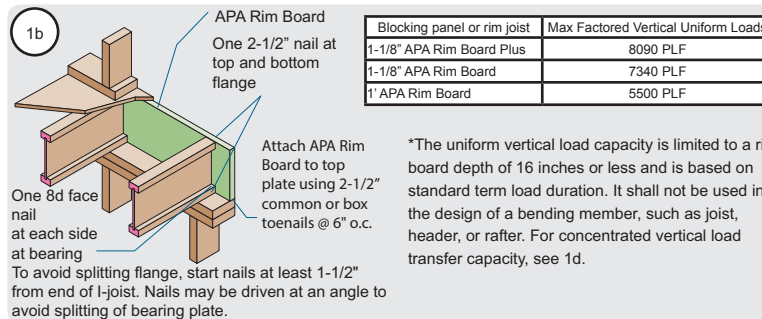 1b
APA Rim Board
One 2-1/2" nail at
top and bottom
flange
Attach APA Rim
Board to top
plate using 2-1/2"
common or box
toenails @ 6" o.c.
One 8d face
nail
at each side
at bearing
To avoid splitting flange, start nails at least 1-1/2"
from end of I-joist. Nails may be driven at an angle to
avoid splitting of bearing plate.
Blocking panel or rim joist Max Factored Vertical Uniform Loads
1-1/8" APA Rim Board Plus 8090 PLF
1-1/8" APA Rim Board 7340 PLF
1' APA Rim Board 5500 PLF
*The uniform vertical load capacity is limited to a ri
board depth of 16 inches or less and is based on
standard term load duration. It shall not be used in
the design of a bending member, such as joist,
header, or rafter. For concentrated vertical load
transfer capacity, see 1d.